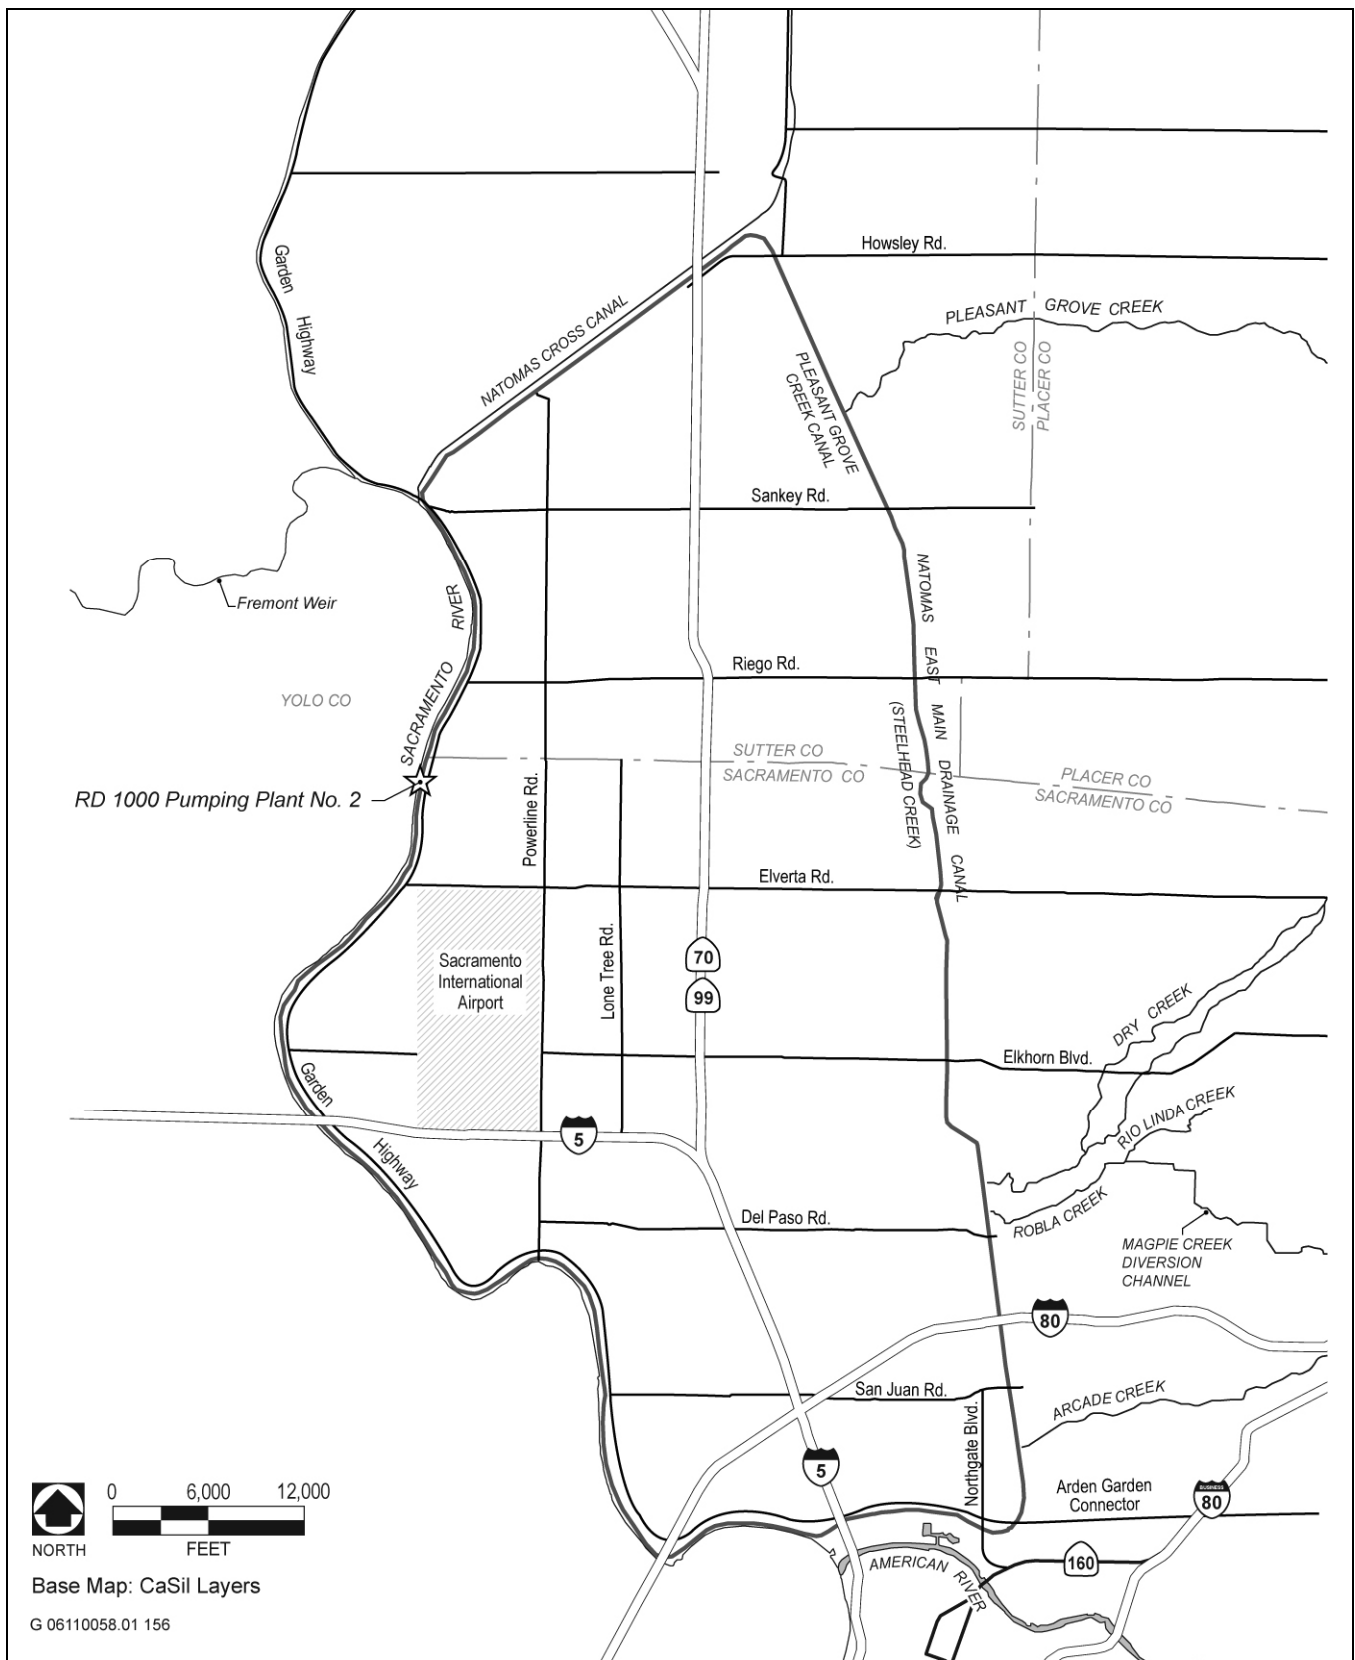 Howsley Rd.
Garden
Highway
PLEASANT GROVE CREEK
NATOMAS CROSS CANAL
SUTTER CO
PLACER CO
PLEASANT GROVE
CREEK CANAL
Sankey Rd.
Fremont Weir
NATOMAS EAST MAIN DRAINAGE CANAL
(STEELHEAD CREEK)
SACRAMENTO RIVER
Riego Rd.
YOLO CO
SUTTER CO
SACRAMENTO CO
PLACER CO
SACRAMENTO CO
RD 1000 Pumping Plant No. 2
Powerline Rd.
Elverta Rd.
Sacramento
International
Airport
Lone Tree Rd.
70
99
DRY CREEK
Elkhorn Blvd.
Garden
Highway
5
RIO LINDA CREEK
ROBLA CREEK
Del Paso Rd.
MAGPIE CREEK
DIVERSION
CHANNEL
80
San Juan Rd.
ARCADE CREEK
Northgate Blvd.
5
Arden Garden
Connector
BUSINESS
80
160
AMERICAN RIVER
0 6,000 12,000
FEET
NORTH
Base Map: CaSil Layers
G 06110058.01 156